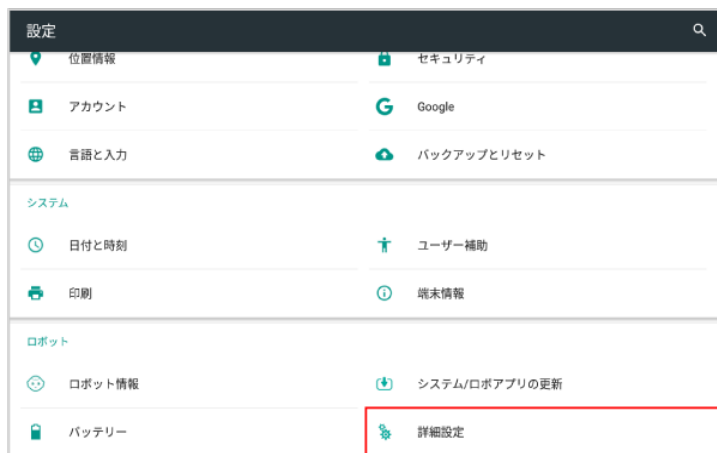 設定
位置情報
セキュリティ
アカウント
Google
言語と入力
バックアップとリセット
システム
日付と時刻
ユーザー補助
印刷
端末情報
ロボット
ロボット情報
システム/ロボアプリの更新
バッテリー
詳細設定